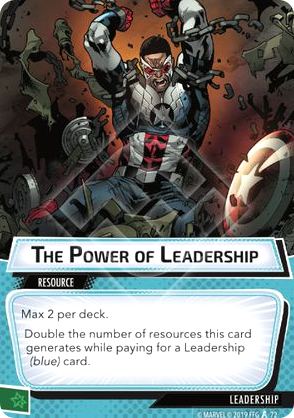 THE POWER OF LEADERSHIP
RESOURCE
Max 2 per deck.
Double the number of resources this card
generates while paying for a Leadership
(blue) card.
LEADERSHIP
© MARVEL © 2019 FFG 72